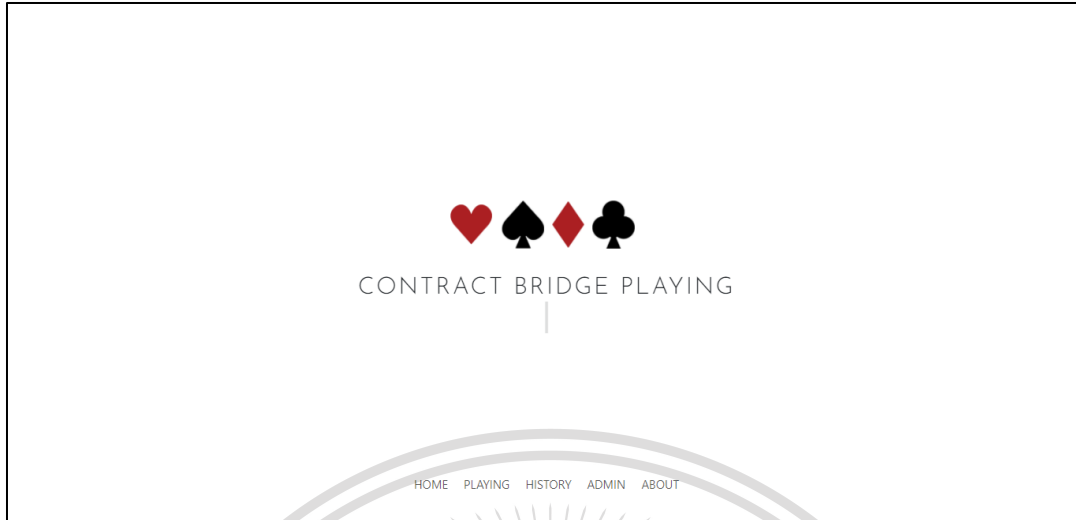 CONTRACT BRIDGE PLAYING
HOME PLAYING HISTORY ADMIN ABOUT